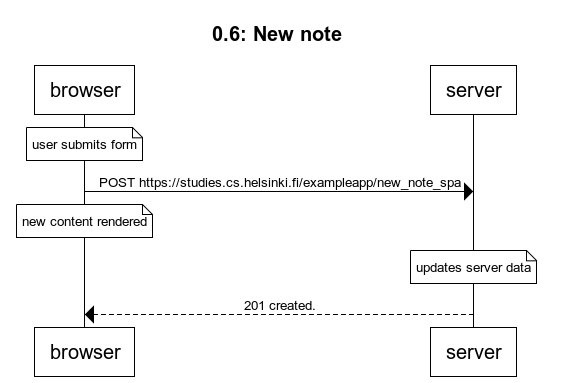 0.6: New note
browser
server
user submits form
POST https://studies.cs.helsinki.fi/exampleapp/new_note_spa
new content rendered
updates server data
201 created.
browser
server